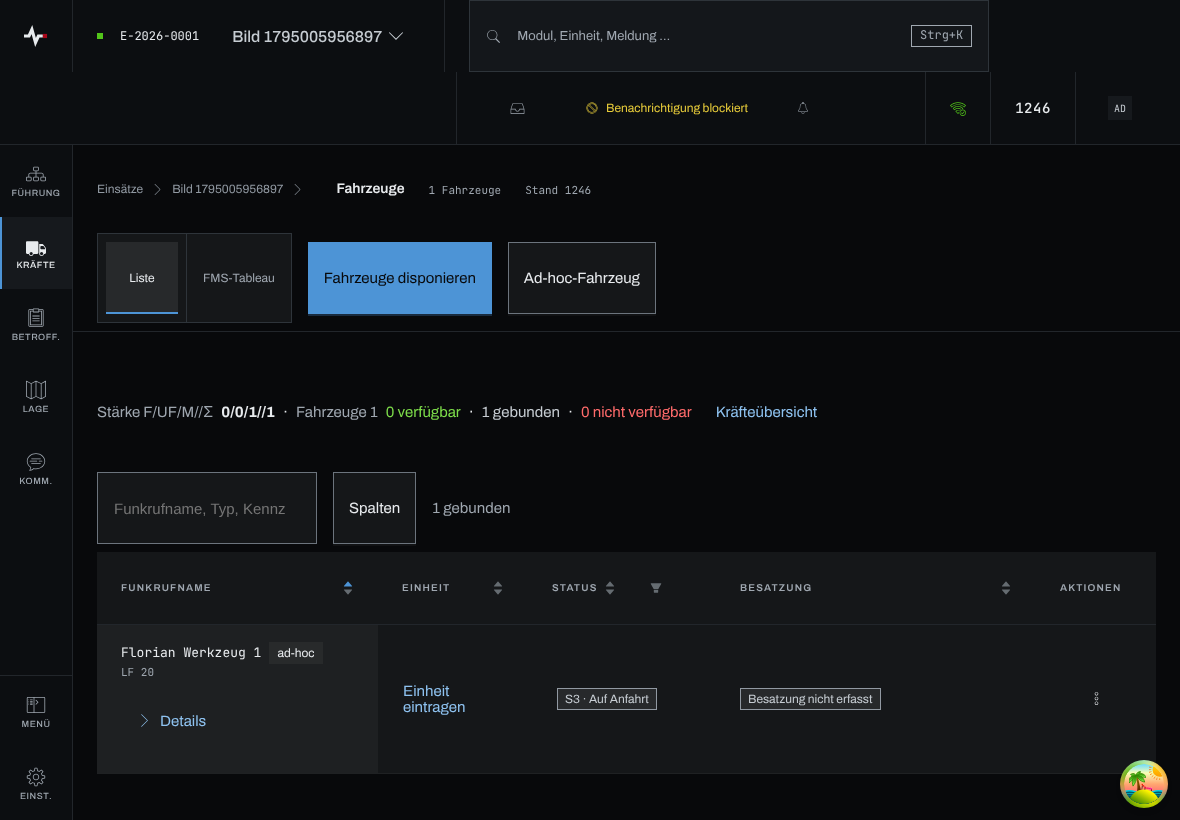 E-2026-0001 Bild 1795005956897
Modul, Einheit, Meldung ... Strg+K
Benachrichtigung blockiert 1246 AD
FÜHRUNG
KRÄFTE
BETROFF.
LAGE
KOMM.
MENÜ
EINST.
Einsätze Bild 1795005956897 Fahrzeuge 1 Fahrzeuge Stand 1246
Liste FMS-Tableau Fahrzeuge disponieren Ad-hoc-Fahrzeug
Stärke F/UF/M//Σ 0/0/1//1 · Fahrzeuge 1 0 verfügbar · 1 gebunden · 0 nicht verfügbar Kräfteübersicht
Funkrufname, Typ, Kennz Spalten 1 gebunden
FUNKRUFNAME EINHEIT STATUS BESATZUNG AKTIONEN
Florian Werkzeug 1 ad-hoc
LF 20
Details
Einheit
eintragen
S3 · Auf Anfahrt
Besatzung nicht erfasst